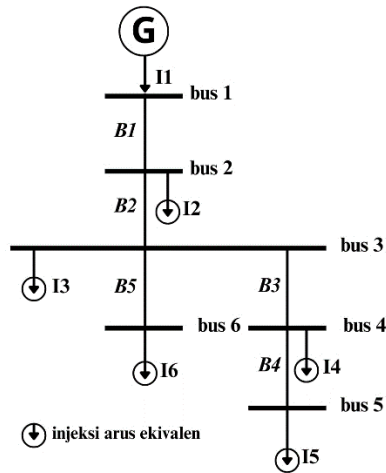 G
I1
bus 1
B1
bus 2
B2
I2
bus 3
I3
B5
B3
bus 6
bus 4
I6
B4
I4
bus 5
injeksi arus ekivalen
I5